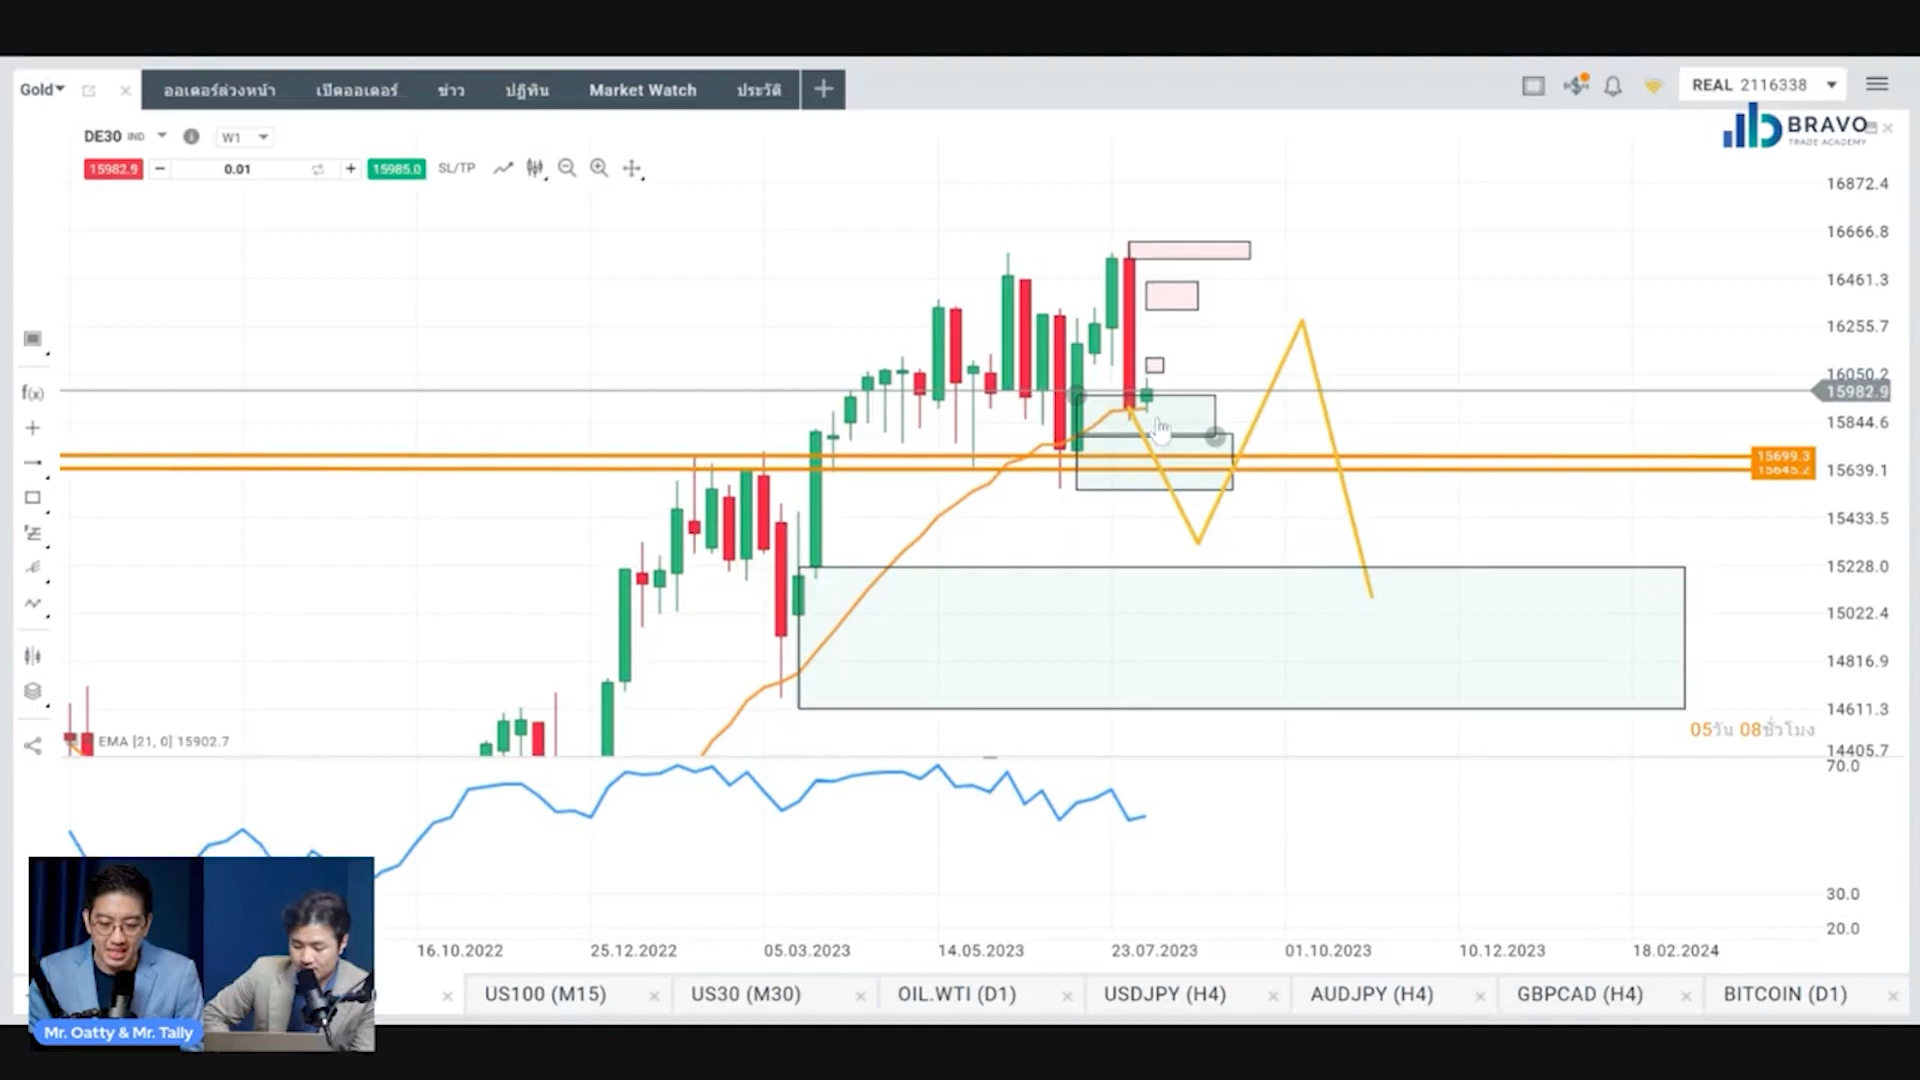 Gold
ออเดอร์ล่วงหน้า เปิดออเดอร์ ข่าว ปฏิทิน Market Watch ประวัติ
REAL 2116338
BRAVO
TRADE ACADEMY
DE30 IND W1
15982.9 0.01 15985.0 SL/TP
16872.4
16666.8
16461.3
16255.7
16050.2
15982.9
15844.6
15699.3
15645.2
15639.1
15433.5
15228.0
15022.4
14816.9
14611.3
05วัน 08ชั่วโมง
14405.7
f(x)
EMA [21, 0] 15902.7
70.0
30.0
20.0
16.10.2022 25.12.2022 05.03.2023 14.05.2023 23.07.2023 01.10.2023 10.12.2023 18.02.2024
US100 (M15) US30 (M30) OIL.WTI (D1) USDJPY (H4) AUDJPY (H4) GBPCAD (H4) BITCOIN (D1)
Mr. Oatty & Mr. Tally